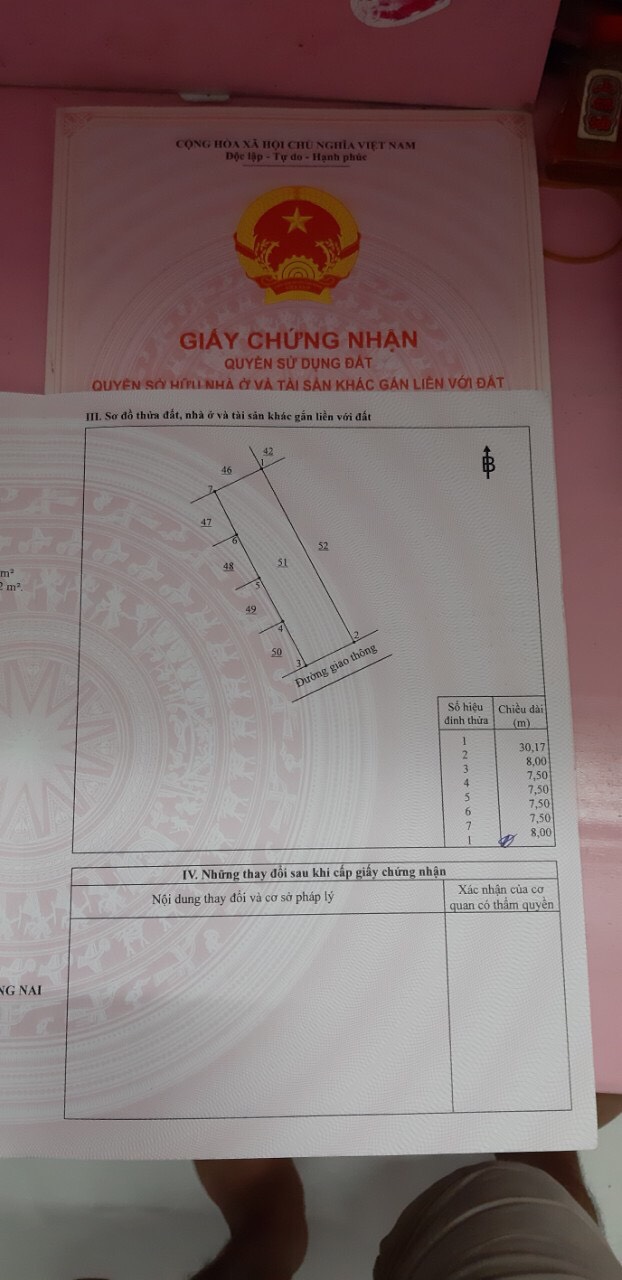 CỘNG HÒA XÃ HỘI CHỦ NGHĨA VIỆT NAM
Độc lập - Tự do - Hạnh phúc
GIẤY CHỨNG NHẬN
QUYỀN SỬ DỤNG ĐẤT
QUYỀN SỞ HỮU NHÀ Ở VÀ TÀI SẢN KHÁC GẮN LIỀN VỚI ĐẤT
III. Sơ đồ thửa đất, nhà ở và tài sản khác gắn liền với đất
42
1
46
B
7
47
6
52
48
51
5
49
4
2
50
3
Đường giao thông
m²
2 m².
Số hiệu đỉnh thửa
Chiều dài (m)
1
30,17
2
8,00
3
7,50
4
7,50
5
7,50
6
7,50
7
8,00
1
IV. Những thay đổi sau khi cấp giấy chứng nhận
Nội dung thay đổi và cơ sở pháp lý
Xác nhận của cơ quan có thẩm quyền
NG NAI